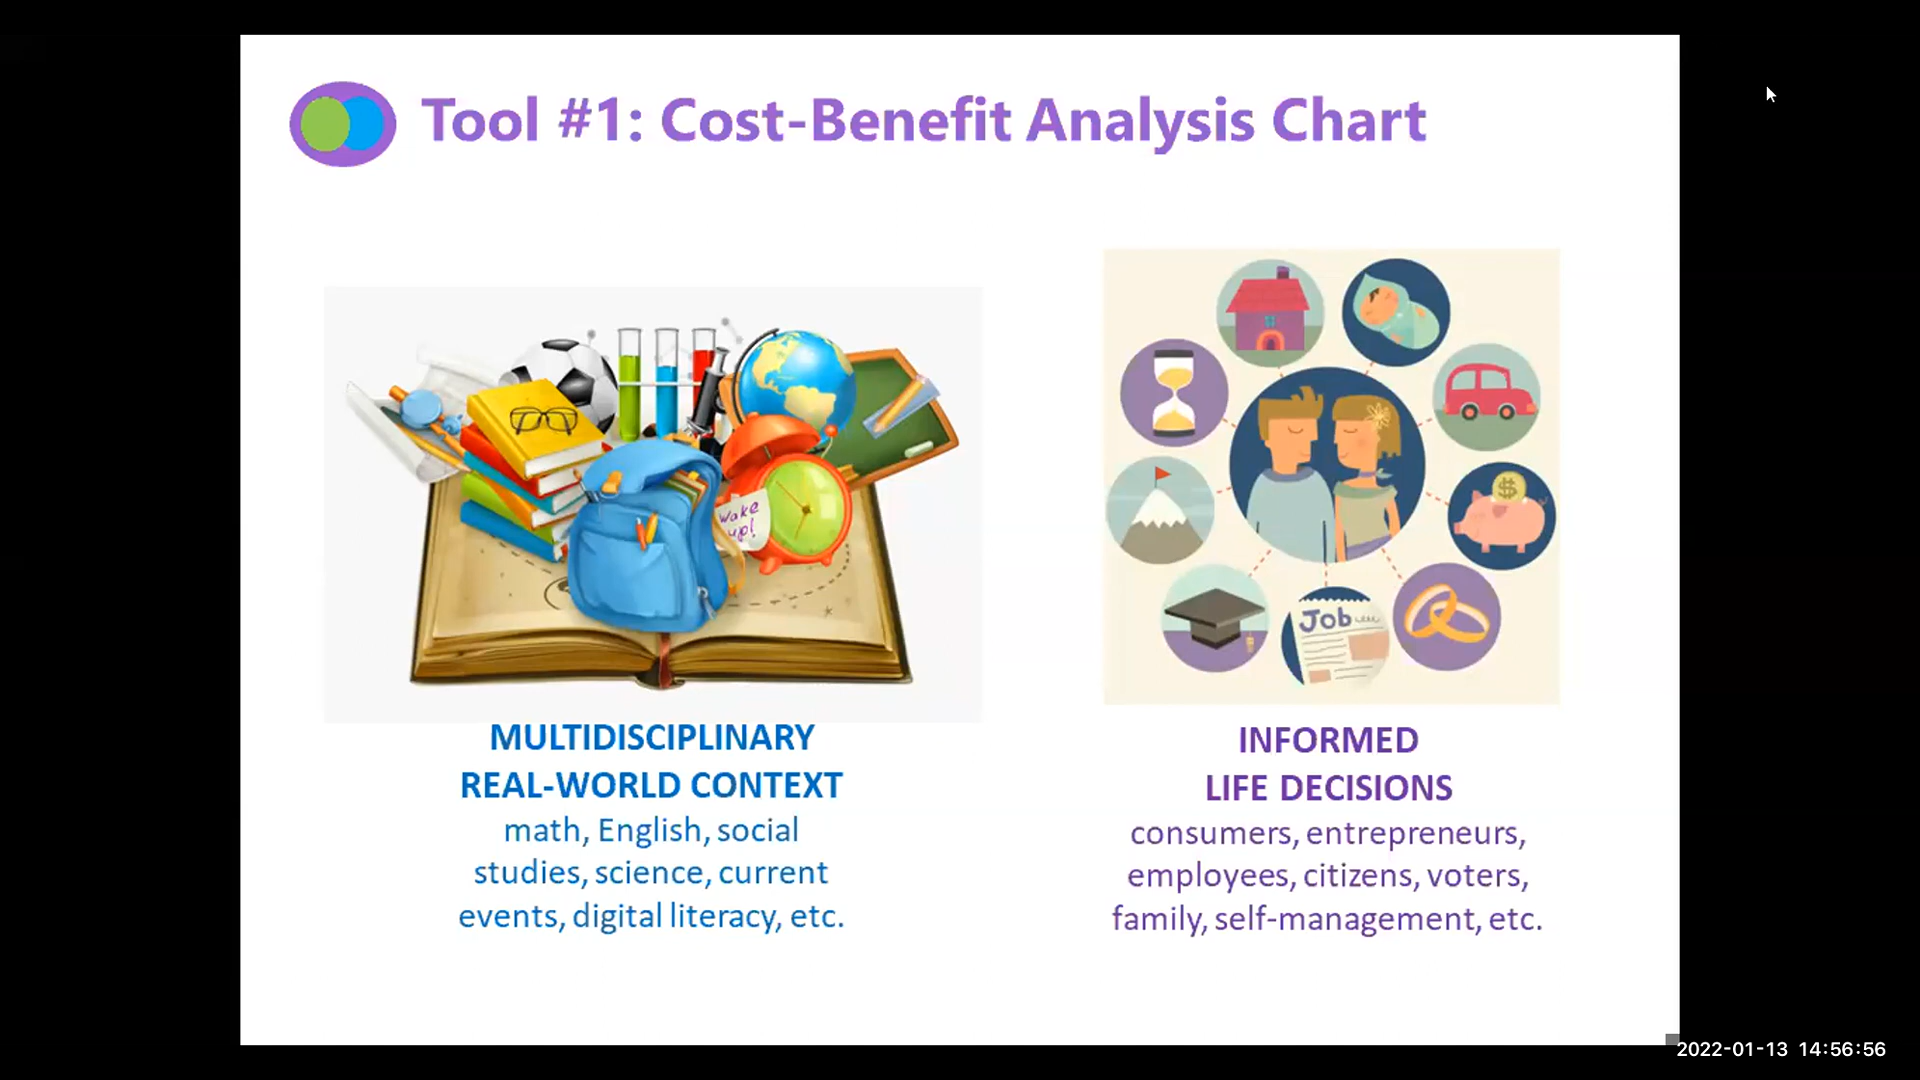 Tool #1: Cost-Benefit Analysis Chart
Wake
up!
Job
$
MULTIDISCIPLINARY
REAL-WORLD CONTEXT
math, English, social
studies, science, current
events, digital literacy, etc.
INFORMED
LIFE DECISIONS
consumers, entrepreneurs,
employees, citizens, voters,
family, self-management, etc.
2022-01-13 14:56:56